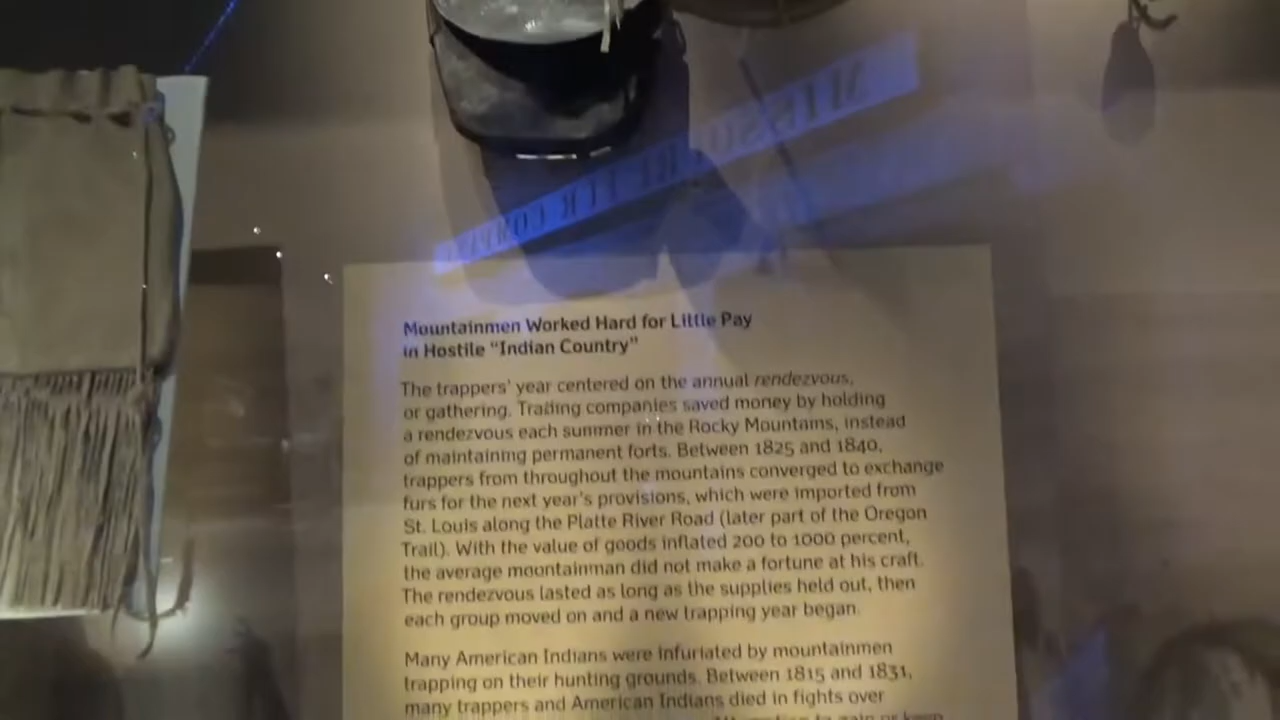 Mountainmen Worked Hard for Little Pay
in Hostile “Indian Country”
The trappers' year centered on the annual rendezvous,
or gathering. Trading companies saved money by holding
a rendezvous each summer in the Rocky Mountains, instead
of maintaining permanent forts. Between 1825 and 1840,
trappers from throughout the mountains converged to exchange
furs for the next year's provisions, which were imported from
St. Louis along the Platte River Road (later part of the Oregon
Trail). With the value of goods inflated 200 to 1000 percent,
the average mountainman did not make a fortune at his craft.
The rendezvous lasted as long as the supplies held out, then
each group moved on and a new trapping year began.
Many American Indians were infuriated by mountainmen
trapping on their hunting grounds. Between 1815 and 1831,
many trappers and American Indians died in fights over
to gain or keep